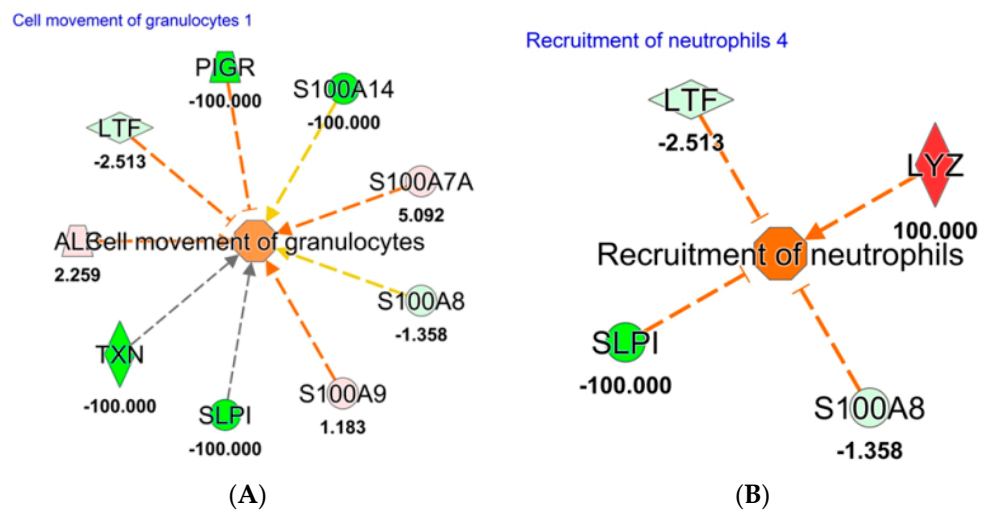 Cell movement of granulocytes 1
PIGR
-100.000
S100A14
-100.000
LTF
-2.513
S100A7A
5.092
Cell movement of granulocytes
2.259
S100A8
-1.358
TXN
-100.000
S100A9
1.183
SLPI
-100.000
(A)
Recruitment of neutrophils 4
LTF
-2.513
LYZ
100.000
Recruitment of neutrophils
SLPI
-100.000
S100A8
-1.358
(B)